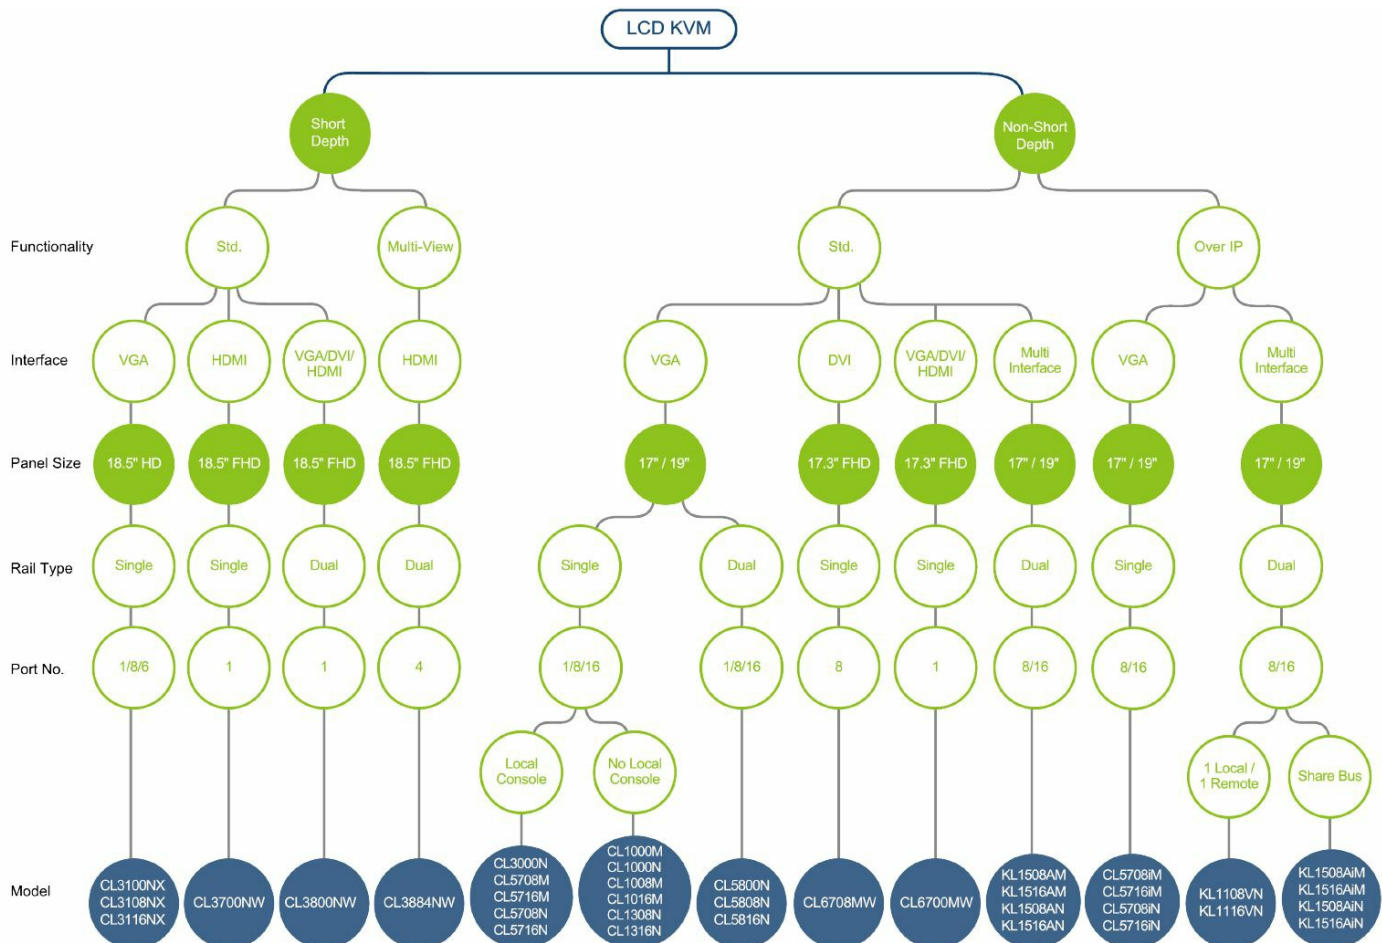 LCD KVM
Short
Depth
Non-Short
Depth
Functionality
Std.
Multi-View
Std.
Over IP
Interface
VGA
HDMI
VGA/DVI/
HDMI
HDMI
VGA
DVI
VGA/DVI/
HDMI
Multi
Interface
VGA
Multi
Interface
Panel Size
18.5" HD
18.5" FHD
18.5" FHD
18.5" FHD
17" / 19"
17.3" FHD
17.3" FHD
17" / 19"
17" / 19"
17" / 19"
Rail Type
Single
Single
Dual
Dual
Single
Dual
Single
Single
Dual
Single
Dual
Port No.
1/8/6
1
1
4
1/8/16
1/8/16
8
1
8/16
8/16
8/16
Local
Console
No Local
Console
1 Local /
1 Remote
Share Bus
Model
CL3100NX
CL3108NX
CL3116NX
CL3700NW
CL3800NW
CL3884NW
CL3000N
CL5708M
CL5716M
CL5708N
CL5716N
CL1000M
CL1000N
CL1008M
CL1016M
CL1308N
CL1316N
CL5800N
CL5808N
CL5816N
CL6708MW
CL6700MW
KL1508AM
KL1516AM
KL1508AN
KL1516AN
CL5708iM
CL5716iM
CL5708iN
CL5716iN
KL1108VN
KL1116VN
KL1508AiM
KL1516AiM
KL1508AiN
KL1516AiN